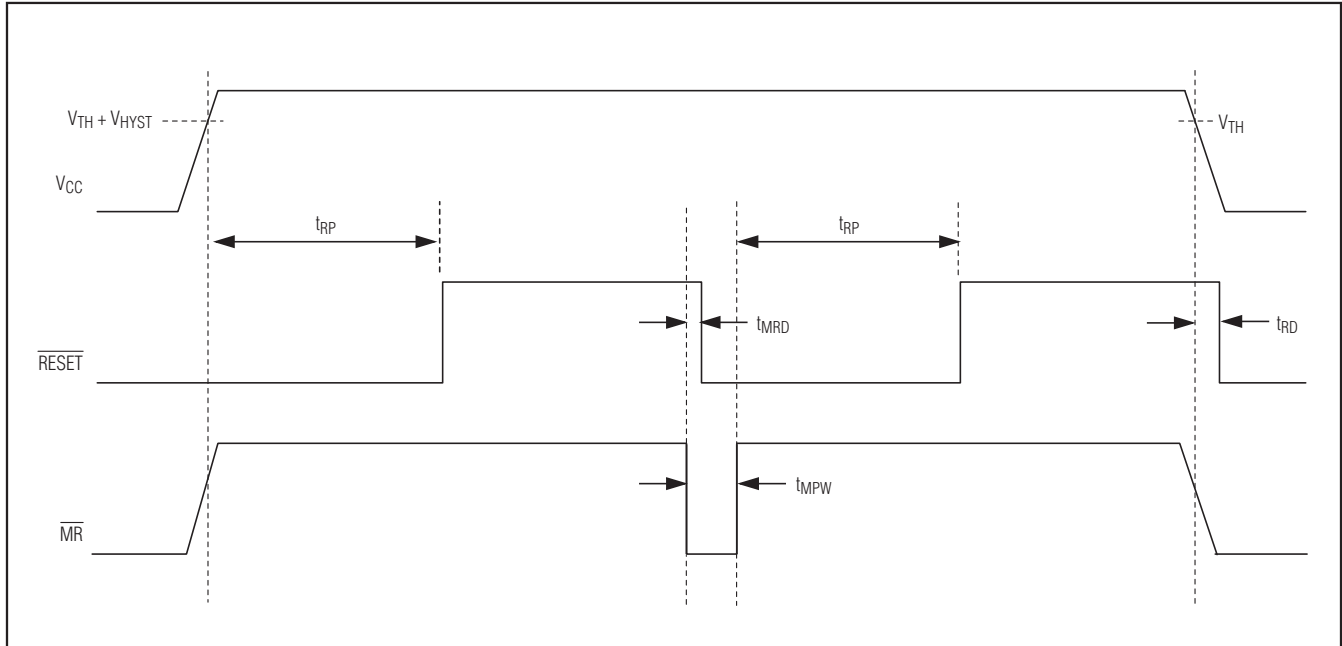 VTH + VHYST
VTH
VCC
tRP
tRP
tMRD
tRD
RESET
tMPW
MR